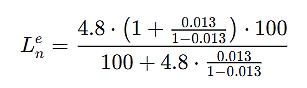 $L_n^e = \frac{4.8 \cdot \left(1 + \frac{0.013}{1-0.013}\right) \cdot 100}{100 + 4.8 \cdot \frac{0.013}{1-0.013}}$